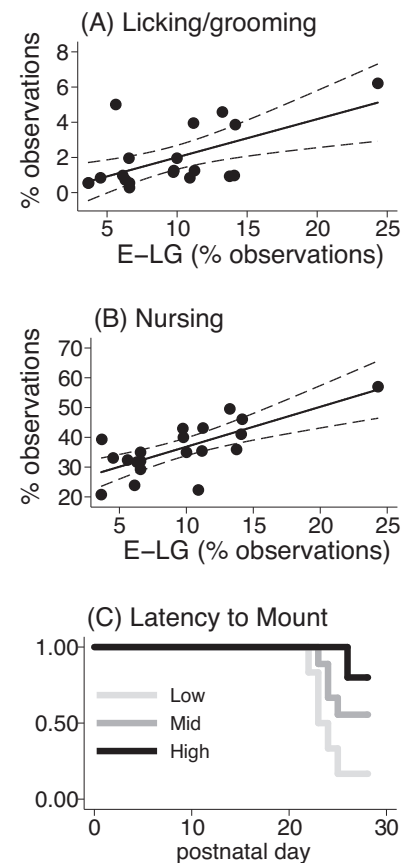 (A) Licking/grooming
% observations
8
6
4
2
0
5 10 15 20 25
E−LG (% observations)
(B) Nursing
% observations
70
60
50
40
30
20
5 10 15 20 25
E−LG (% observations)
(C) Latency to Mount
1.00
0.50
0.00
Low
Mid
High
0 10 20 30
postnatal day